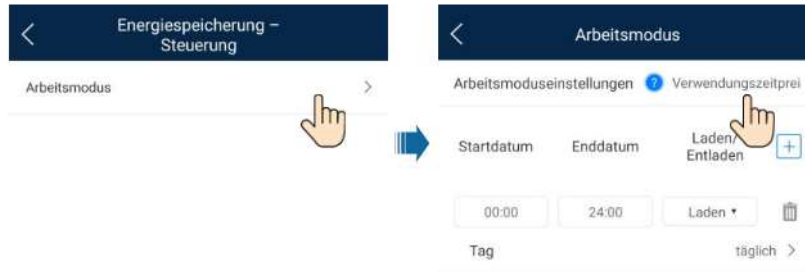 Energiespeicherung –
Steuerung
Arbeitsmodus
Arbeitsmodus
Arbeitsmoduseinstellungen ? Verwendungszeitprei
Startdatum Enddatum Laden/
Entladen +
00:00 24:00 Laden
Tag täglich